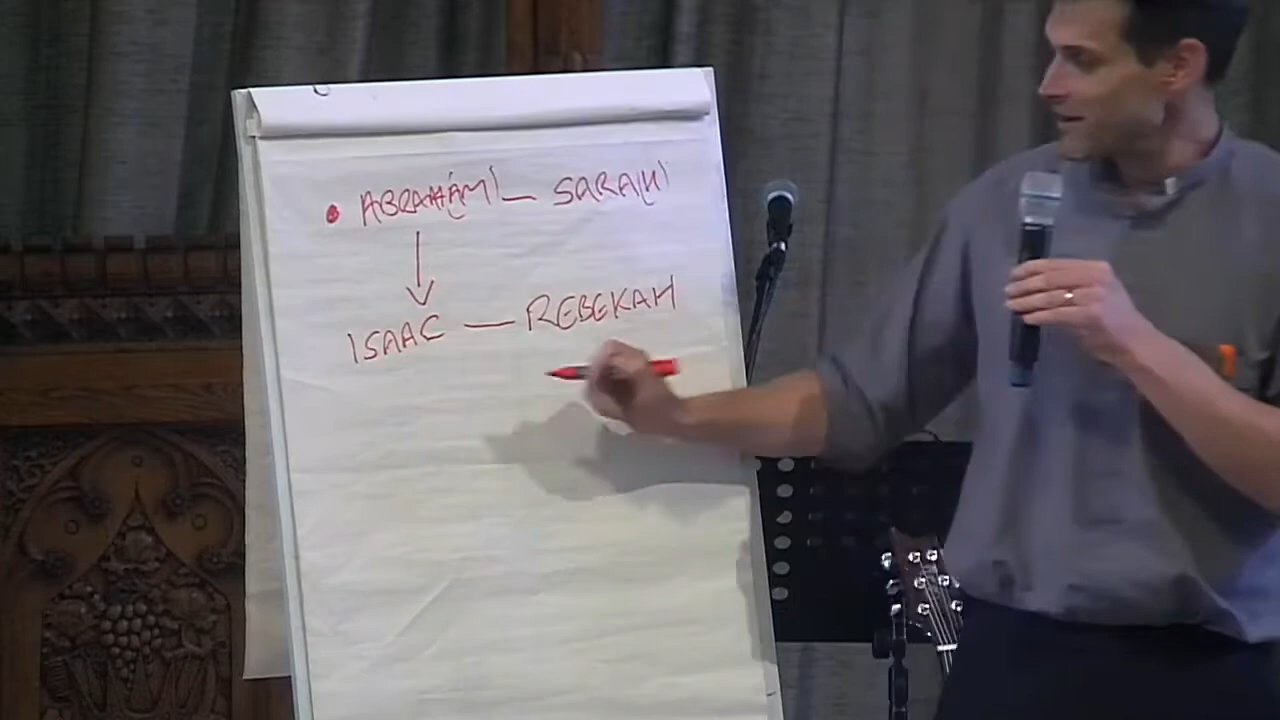 • ABRAHAM — SARAH
ISAAC — REBEKAH